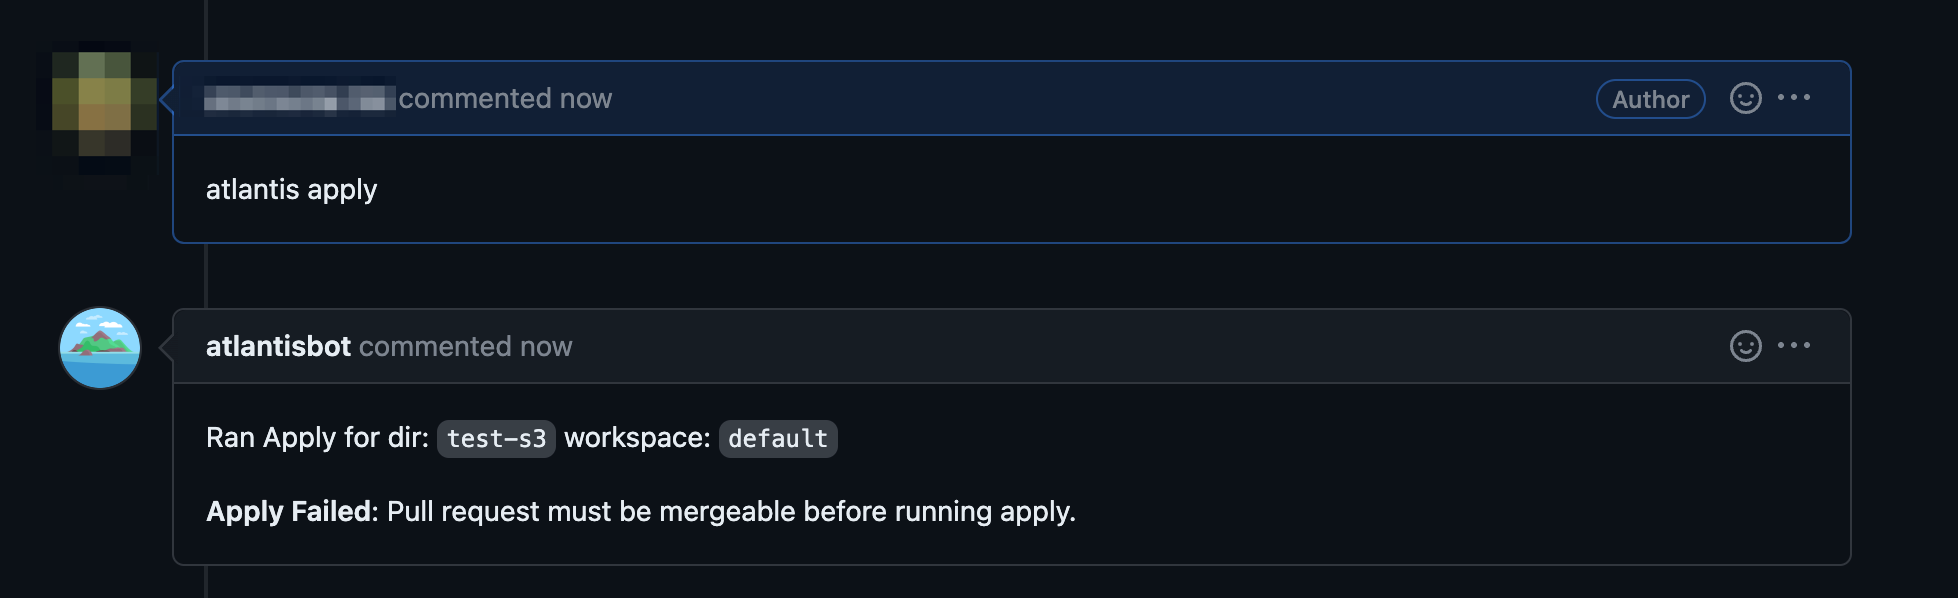 commented now
Author
atlantis apply
atlantisbot commented now
Ran Apply for dir: test-s3 workspace: default
Apply Failed: Pull request must be mergeable before running apply.